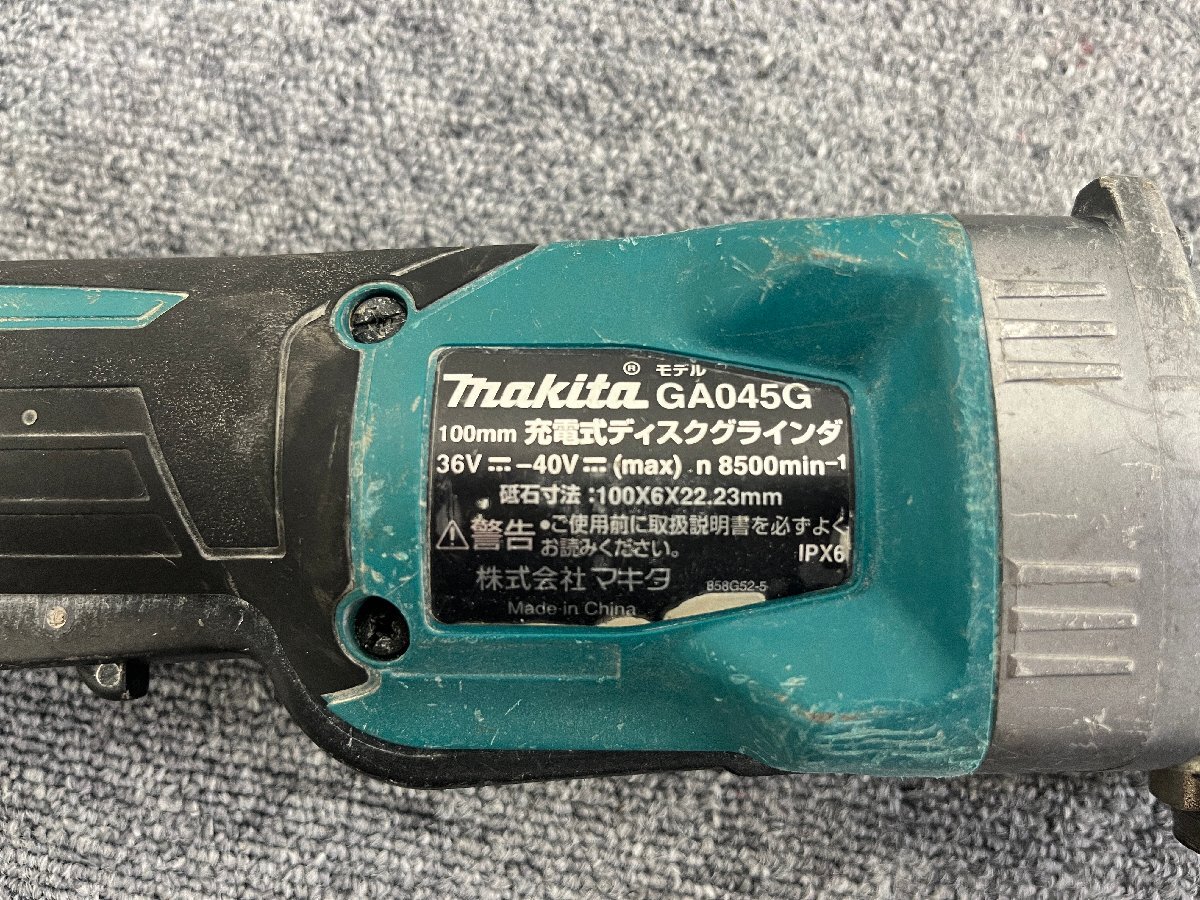 makita® モデル GA045G
100mm 充電式ディスクグラインダ
36V⎓–40V⎓(max) n 8500min-1
砥石寸法:100X6X22.23mm
⚠警告 •ご使用前に取扱説明書を必ずよく
お読みください。
IPX6
株式会社 マキタ 858G52-5
Made in China